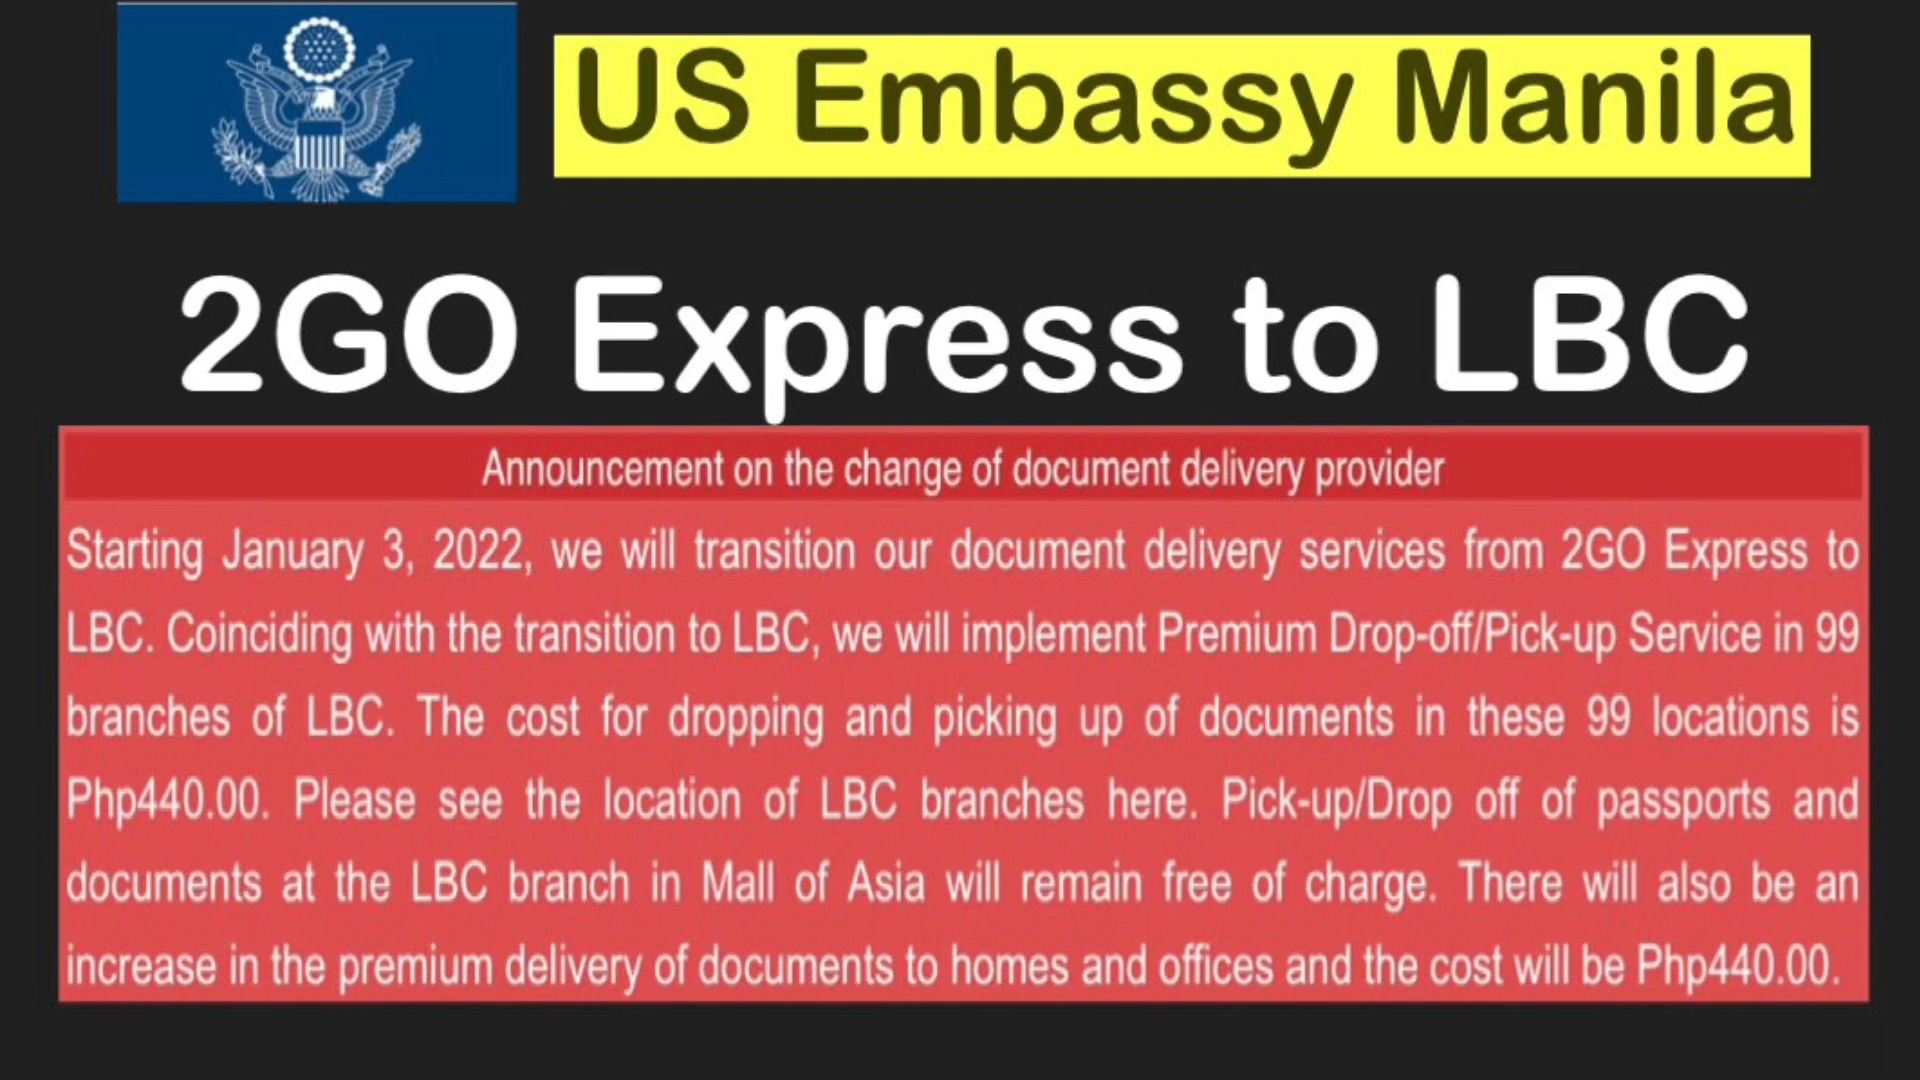 US Embassy Manila
2GO Express to LBC
Announcement on the change of document delivery provider
Starting January 3, 2022, we will transition our document delivery services from 2GO Express to
LBC. Coinciding with the transition to LBC, we will implement Premium Drop-off/Pick-up Service in 99
branches of LBC. The cost for dropping and picking up of documents in these 99 locations is
Php440.00. Please see the location of LBC branches here. Pick-up/Drop off of passports and
documents at the LBC branch in Mall of Asia will remain free of charge. There will also be an
increase in the premium delivery of documents to homes and offices and the cost will be Php440.00.